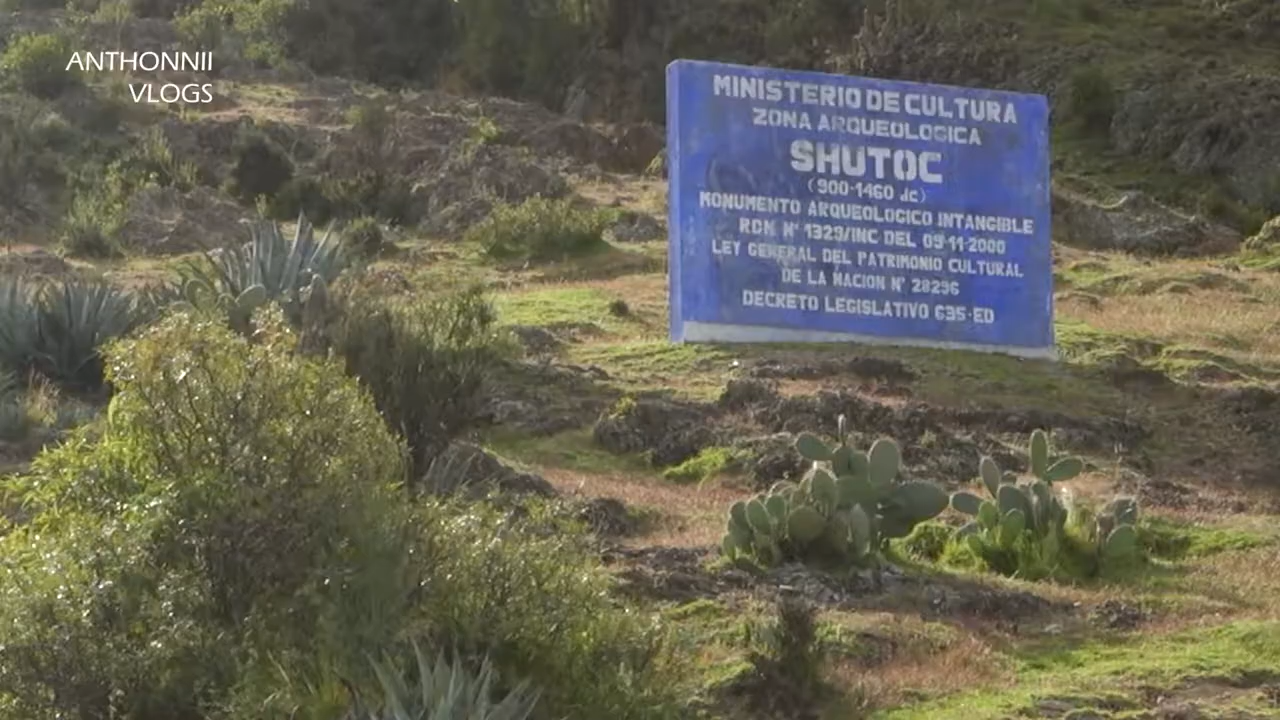 ANTHONNII
VLOGS
MINISTERIO DE CULTURA
ZONA ARQUEOLOGICA
SHUTOC
(900-1460 dc)
MONUMENTO ARQUEOLOGICO INTANGIBLE
RDN N° 1329/INC DEL 09-11-2000
LEY GENERAL DEL PATRIMONIO CULTURAL
DE LA NACION N° 28296
DECRETO LEGISLATIVO 635-ED